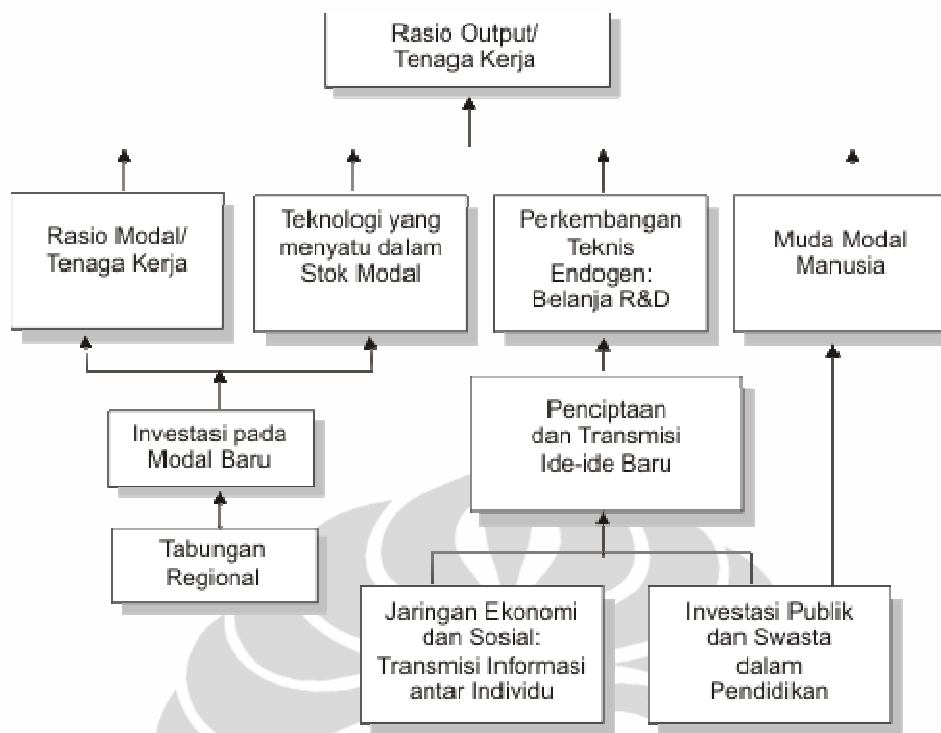 Rasio Output/
Tenaga Kerja
Rasio Modal/
Tenaga Kerja
Teknologi yang
menyatu dalam
Stok Modal
Perkembangan
Teknis
Endogen:
Belanja R&D
Muda Modal
Manusia
Investasi pada
Modal Baru
Penciptaan
dan Transmisi
Ide-ide Baru
Tabungan
Regional
Jaringan Ekonomi
dan Sosial:
Transmisi Informasi
antar Individu
Investasi Publik
dan Swasta
dalam
Pendidikan